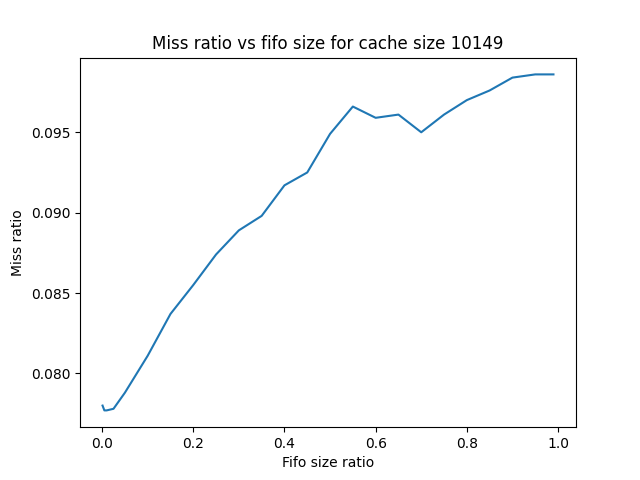 Miss ratio vs fifo size for cache size 10149
0.095
0.090
0.085
0.080
Miss ratio
0.0 0.2 0.4 0.6 0.8 1.0
Fifo size ratio